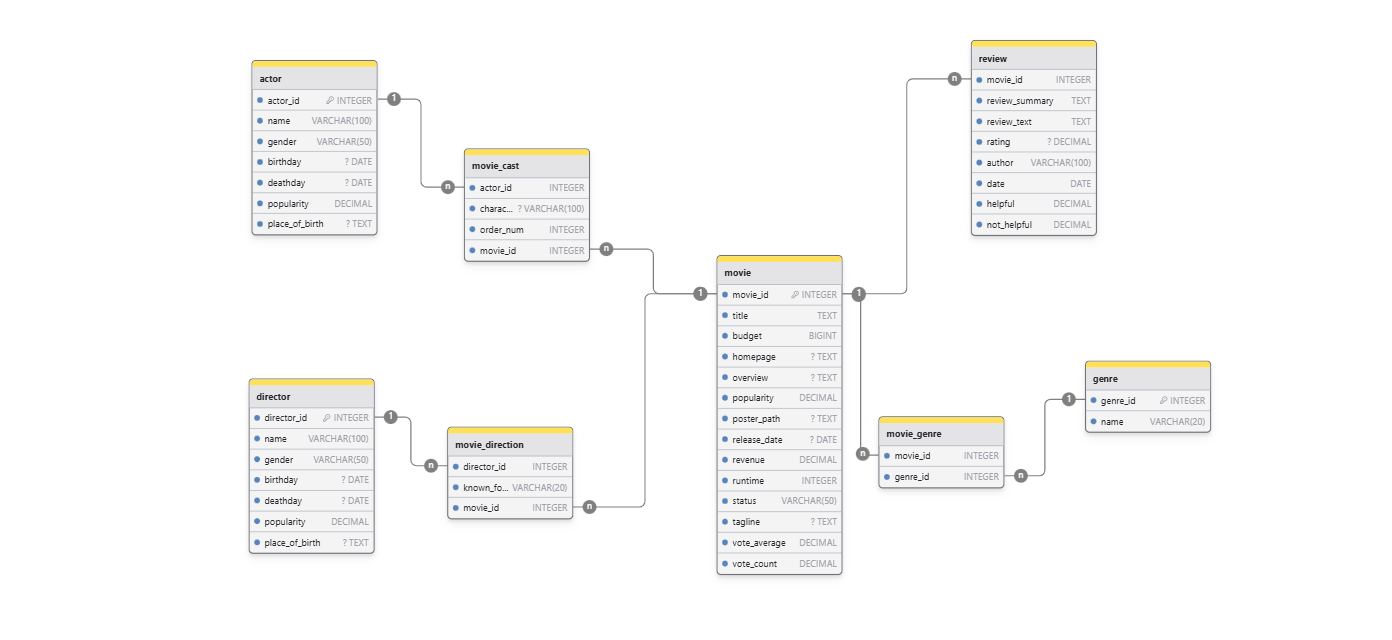 actor
actor_id INTEGER
name VARCHAR(100)
gender VARCHAR(50)
birthday ? DATE
deathday ? DATE
popularity DECIMAL
place_of_birth ? TEXT
1
n
movie_cast
actor_id INTEGER
charac... ? VARCHAR(100)
order_num INTEGER
movie_id INTEGER
n
director
director_id INTEGER
name VARCHAR(100)
gender VARCHAR(50)
birthday ? DATE
deathday ? DATE
popularity DECIMAL
place_of_birth ? TEXT
1
n
movie_direction
director_id INTEGER
known_fo... VARCHAR(20)
movie_id INTEGER
n
1
movie
movie_id INTEGER
title TEXT
budget BIGINT
homepage ? TEXT
overview ? TEXT
popularity DECIMAL
poster_path ? TEXT
release_date ? DATE
revenue DECIMAL
runtime INTEGER
status VARCHAR(50)
tagline ? TEXT
vote_average DECIMAL
vote_count DECIMAL
1
n
review
movie_id INTEGER
review_summary TEXT
review_text TEXT
rating ? DECIMAL
author VARCHAR(100)
date DATE
helpful DECIMAL
not_helpful DECIMAL
n
movie_genre
movie_id INTEGER
genre_id INTEGER
n
1
genre
genre_id INTEGER
name VARCHAR(20)